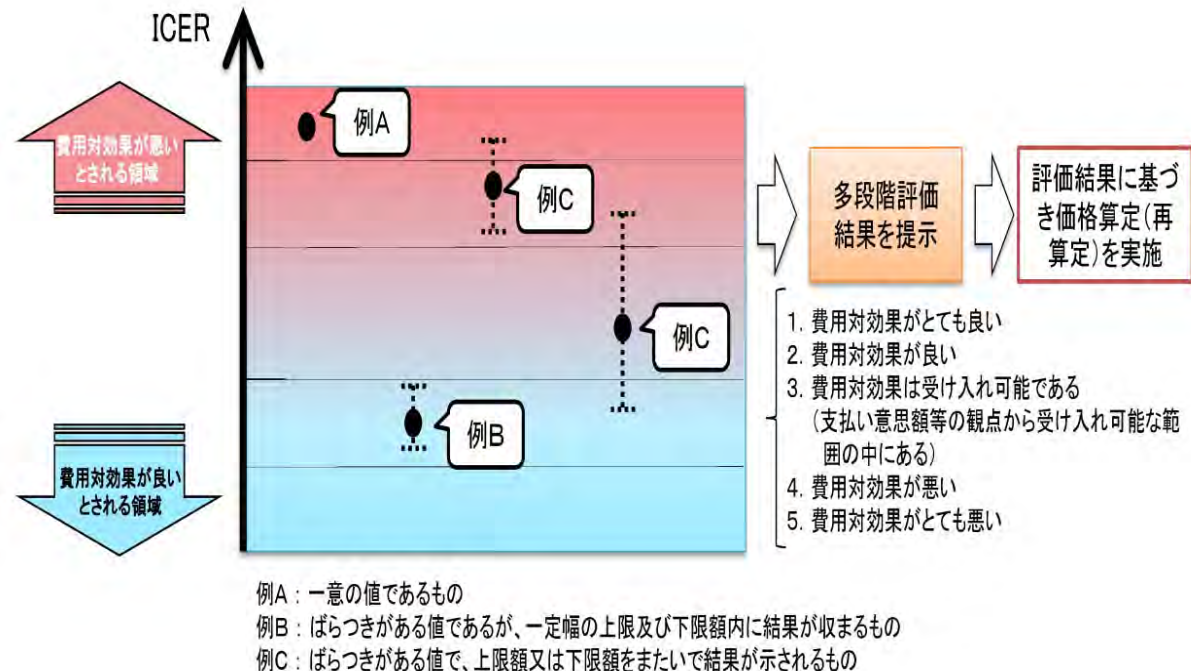 ICER
費用対効果が悪い
とされる領域
例A
例C
例C
例B
費用対効果が良い
とされる領域
多段階評価
結果を提示
評価結果に基づ
き価格算定(再
算定)を実施
1. 費用対効果がとても良い
2. 費用対効果が良い
3. 費用対効果は受け入れ可能である
(支払い意思額等の観点から受け入れ可能な範
囲の中にある)
4. 費用対効果が悪い
5. 費用対効果がとても悪い
例A：一意の値であるもの
例B：ばらつきがある値であるが、一定幅の上限及び下限額内に結果が収まるもの
例C：ばらつきがある値で、上限額又は下限額をまたいで結果が示されるもの